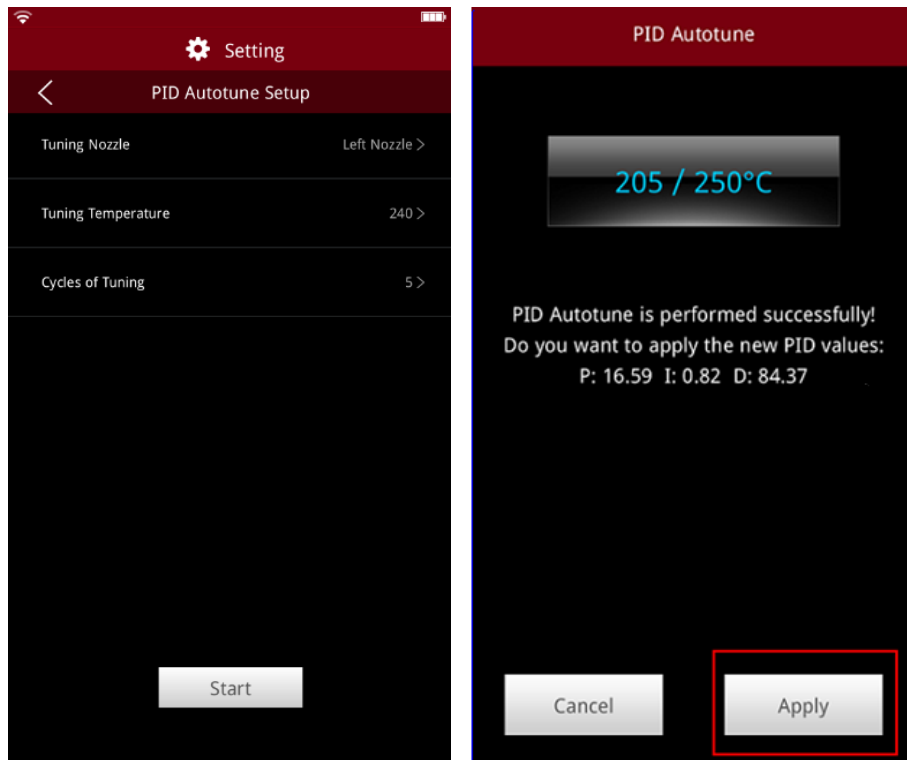 Setting
PID Autotune Setup
Tuning Nozzle
Left Nozzle >
Tuning Temperature
240 >
Cycles of Tuning
5 >
Start
PID Autotune
205 / 250°C
PID Autotune is performed successfully!
Do you want to apply the new PID values:
P: 16.59 I: 0.82 D: 84.37
Cancel
Apply